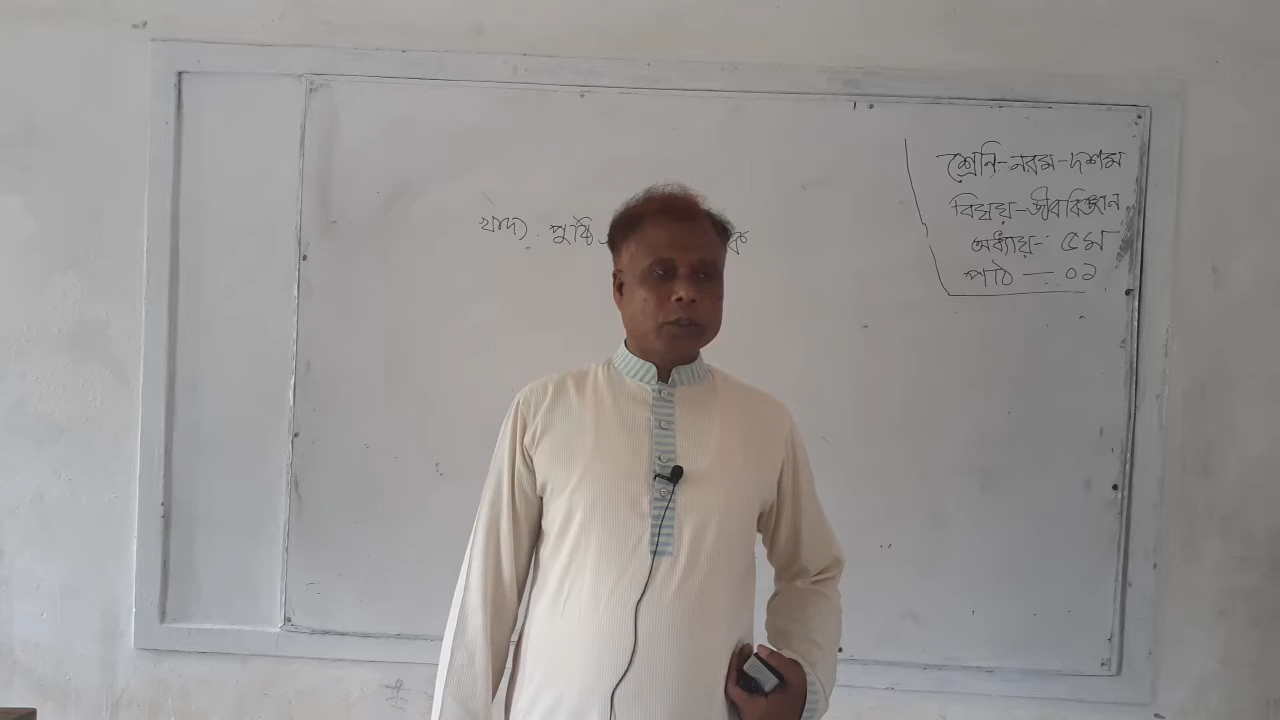 খাদ্য, পুষ্টি
শ্রেনি-নবম-দশম
বিষয়-জীববিজ্ঞান
অধ্যায়- ৫ম
পাঠ — ০১